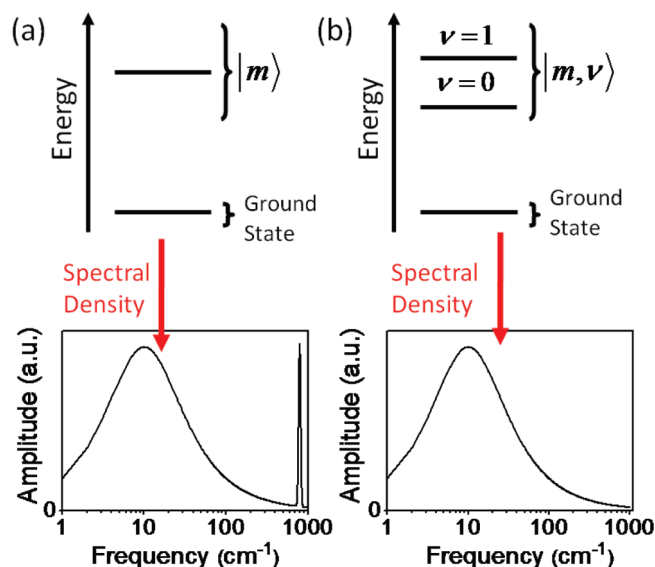 (a)
Energy
|m⟩
Ground
State
Spectral
Density
Amplitude (a.u.)
0
1 10 100 1000
Frequency (cm⁻¹)
(b)
Energy
ν = 1
ν = 0
|m, ν⟩
Ground
State
Spectral
Density
Amplitude (a.u.)
0
1 10 100 1000
Frequency (cm⁻¹)